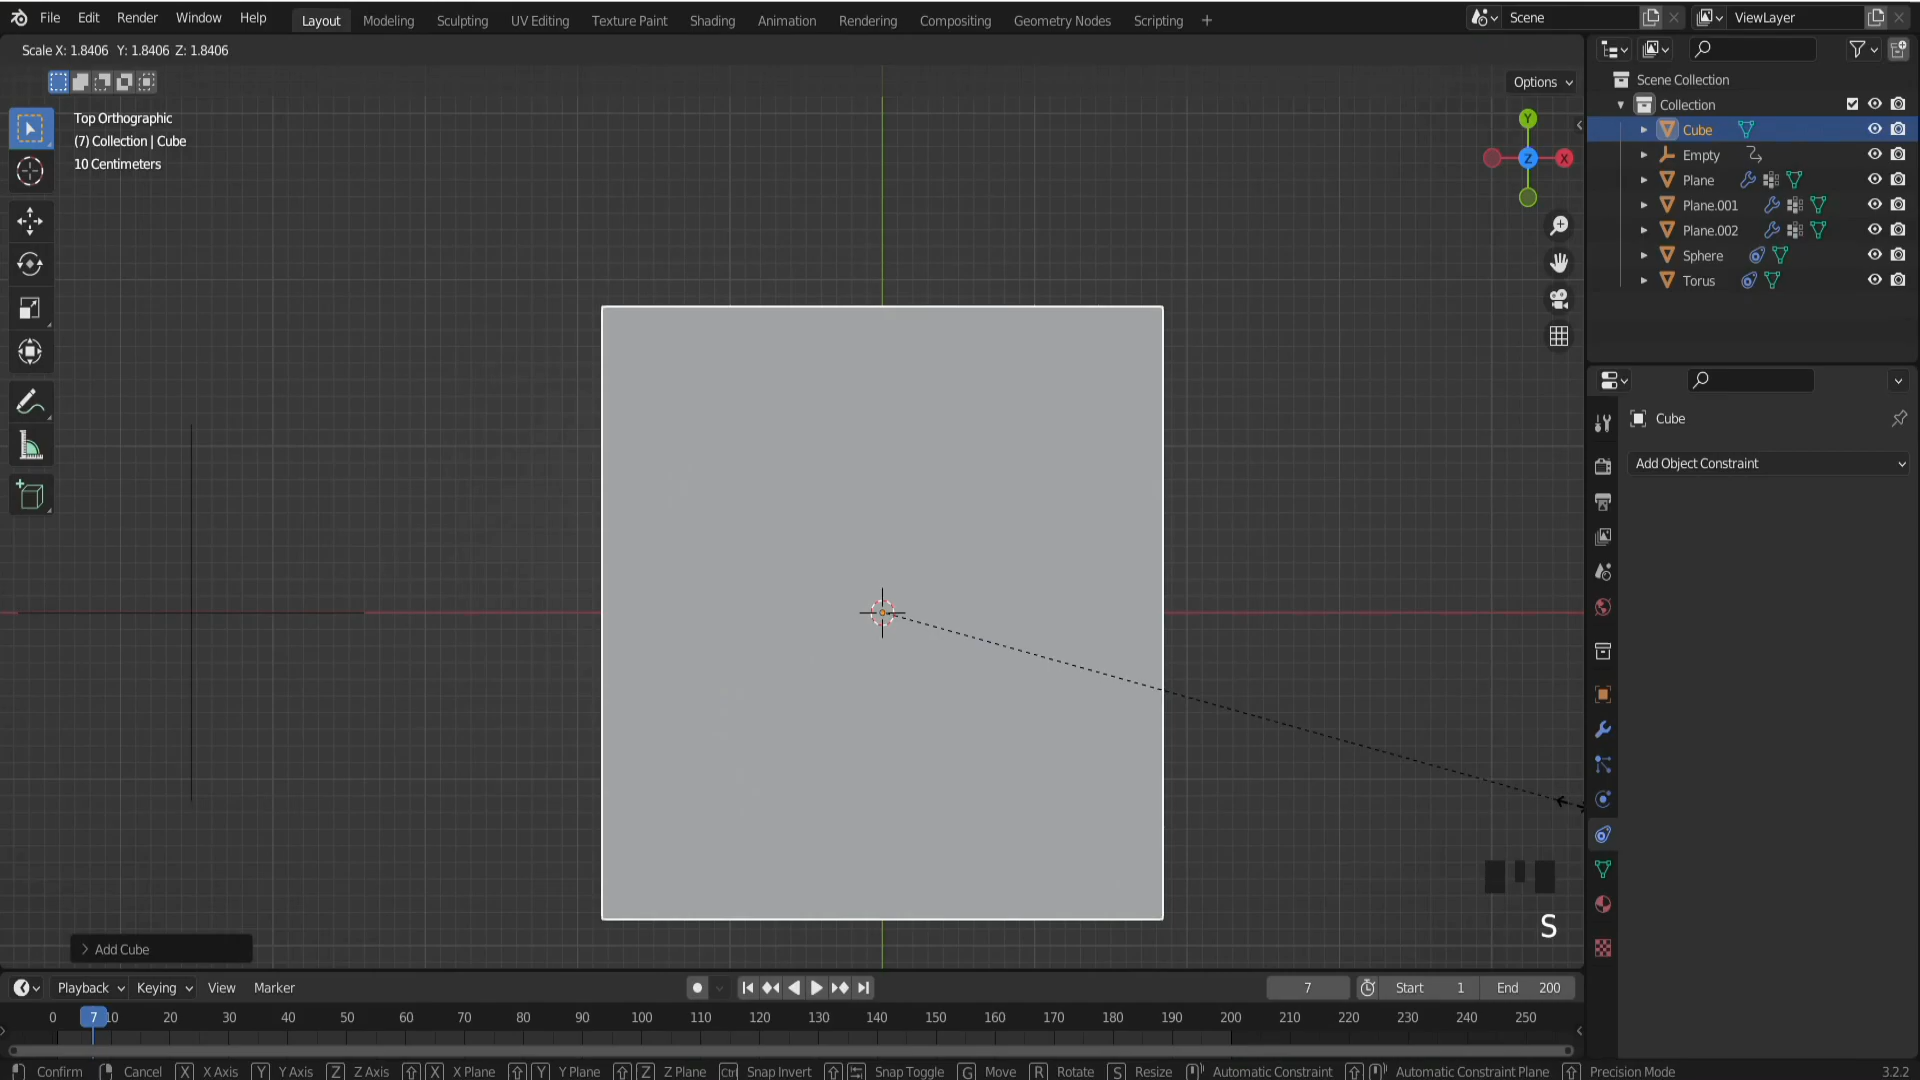 File Edit Render Window Help Layout Modeling Sculpting UV Editing Texture Paint Shading Animation Rendering Compositing Geometry Nodes Scripting + Scene ViewLayer
Scale X: 1.8406 Y: 1.8406 Z: 1.8406
Options
Top Orthographic
(7) Collection | Cube
10 Centimeters
Y
Z
X
Scene Collection
Collection
Cube
Empty
Plane
Plane.001
Plane.002
Sphere
Torus
Cube
Add Object Constraint
S
Add Cube
Playback Keying View Marker 7 Start 1 End 200
0 7 10 20 30 40 50 60 70 80 90 100 110 120 130 140 150 160 170 180 190 200 210 220 230 240 250
Confirm Cancel X X Axis Y Y Axis Z Z Axis X X Plane Y Y Plane Z Z Plane Ctrl Snap Invert Snap Toggle G Move R Rotate S Resize Automatic Constraint Automatic Constraint Plane Precision Mode 3.2.2